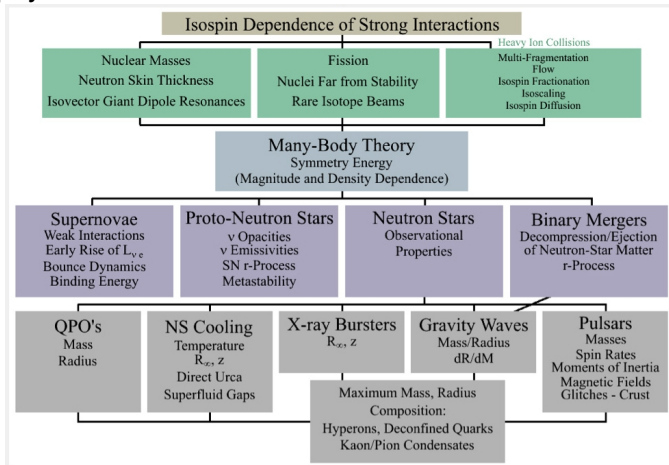 Isospin Dependence of Strong Interactions
Nuclear Masses
Neutron Skin Thickness
Isovector Giant Dipole Resonances
Fission
Nuclei Far from Stability
Rare Isotope Beams
Heavy Ion Collisions
Multi-Fragmentation
Flow
Isospin Fractionation
Isoscaling
Isospin Diffusion
Many-Body Theory
Symmetry Energy
(Magnitude and Density Dependence)
Supernovae
Weak Interactions
Early Rise of L_νe
Bounce Dynamics
Binding Energy
Proto-Neutron Stars
ν Opacities
ν Emissivities
SN r-Process
Metastability
Neutron Stars
Observational
Properties
Binary Mergers
Decompression/Ejection
of Neutron-Star Matter
r-Process
QPO's
Mass
Radius
NS Cooling
Temperature
R∞, z
Direct Urca
Superfluid Gaps
X-ray Bursters
R∞, z
Gravity Waves
Mass/Radius
dR/dM
Pulsars
Masses
Spin Rates
Moments of Inertia
Magnetic Fields
Glitches - Crust
Maximum Mass, Radius
Composition:
Hyperons, Deconfined Quarks
Kaon/Pion Condensates